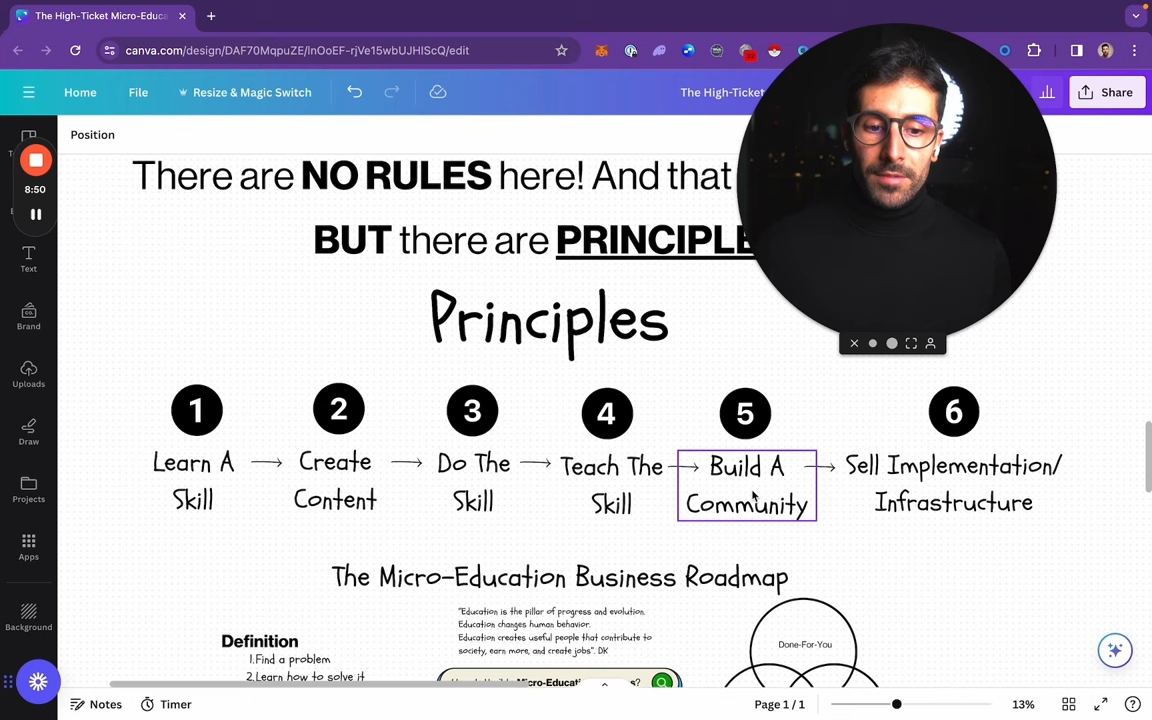 The High-Ticket Micro-Educa
canva.com/design/DAF70MqpuZE/lnOoEF-rjVe15wbUJHlScQ/edit
Home File Resize & Magic Switch The High-Ticket Share
Position
8:50
Text
Brand
Uploads
Draw
Projects
Apps
Background
There are NO RULES here! And that
BUT there are PRINCIPLE
Principles
1 2 3 4 5 6
Learn A → Create → Do The → Teach The → Build A → Sell Implementation/
Skill Content Skill Skill Community Infrastructure
The Micro-Education Business Roadmap
"Education is the pillar of progress and evolution.
Education changes human behavior.
Education creates useful people that contribute to
society, earn more, and create jobs". DK
Definition
1.Find a problem
2.Learn how to solve it
Done-For-You
Notes Timer Page 1 / 1 13%